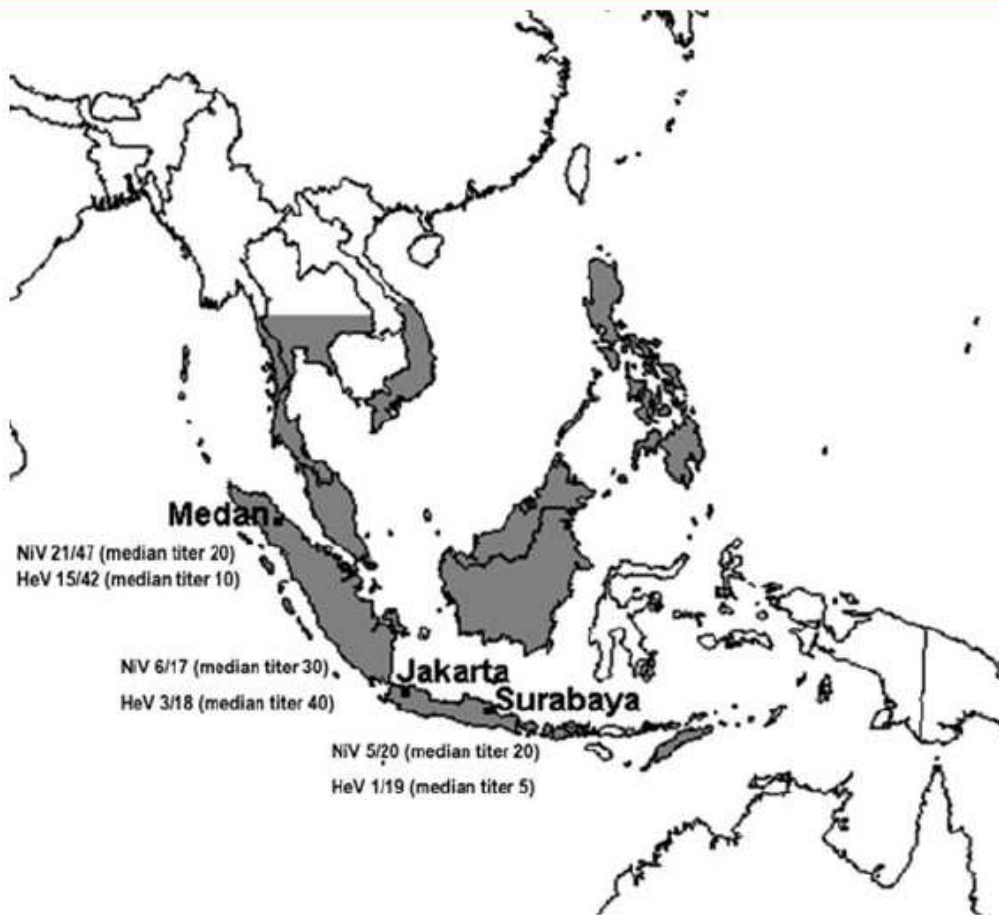 Medan
NiV 21/47 (median titer 20)
HeV 15/42 (median titer 10)
NiV 6/17 (median titer 30)
Jakarta
HeV 3/18 (median titer 40)
Surabaya
NiV 5/20 (median titer 20)
HeV 1/19 (median titer 5)